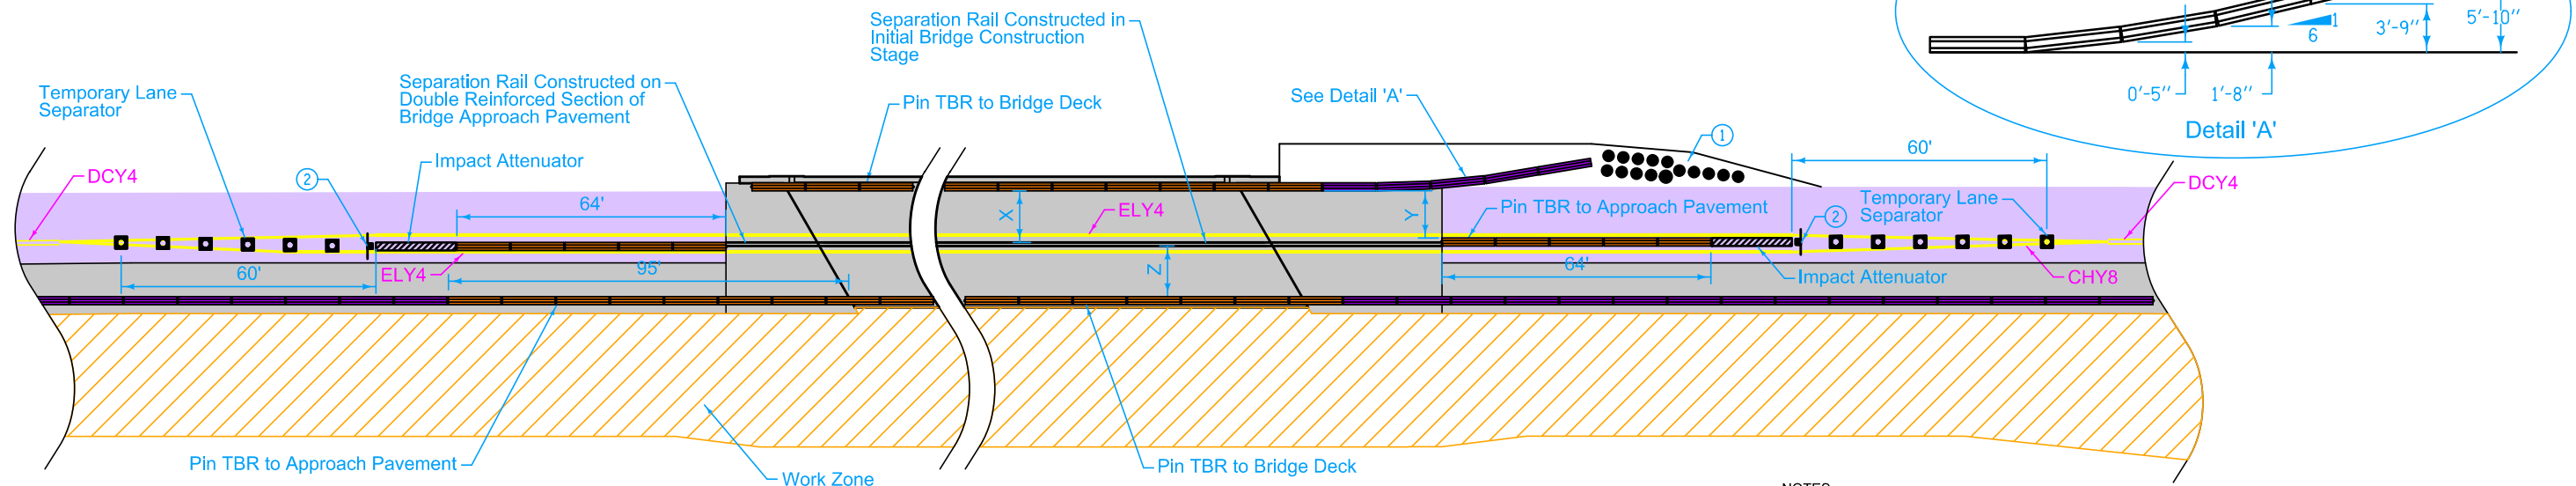 Separation Rail Constructed in
Initial Bridge Construction
Stage
1
6
3'-9''
5'-10''
0'-5''
1'-8''
Detail 'A'
Temporary Lane
Separator
Separation Rail Constructed on
Double Reinforced Section of
Bridge Approach Pavement
Pin TBR to Bridge Deck
See Detail 'A'
1
60'
DCY4
Impact Attenuator
2
64'
X
ELY4
Y
Pin TBR to Approach Pavement
Temporary Lane
Separator
2
DCY4
60'
ELY4
95'
Z
64'
Impact Attenuator
CHY8
Pin TBR to Approach Pavement
Work Zone
Pin TBR to Bridge Deck